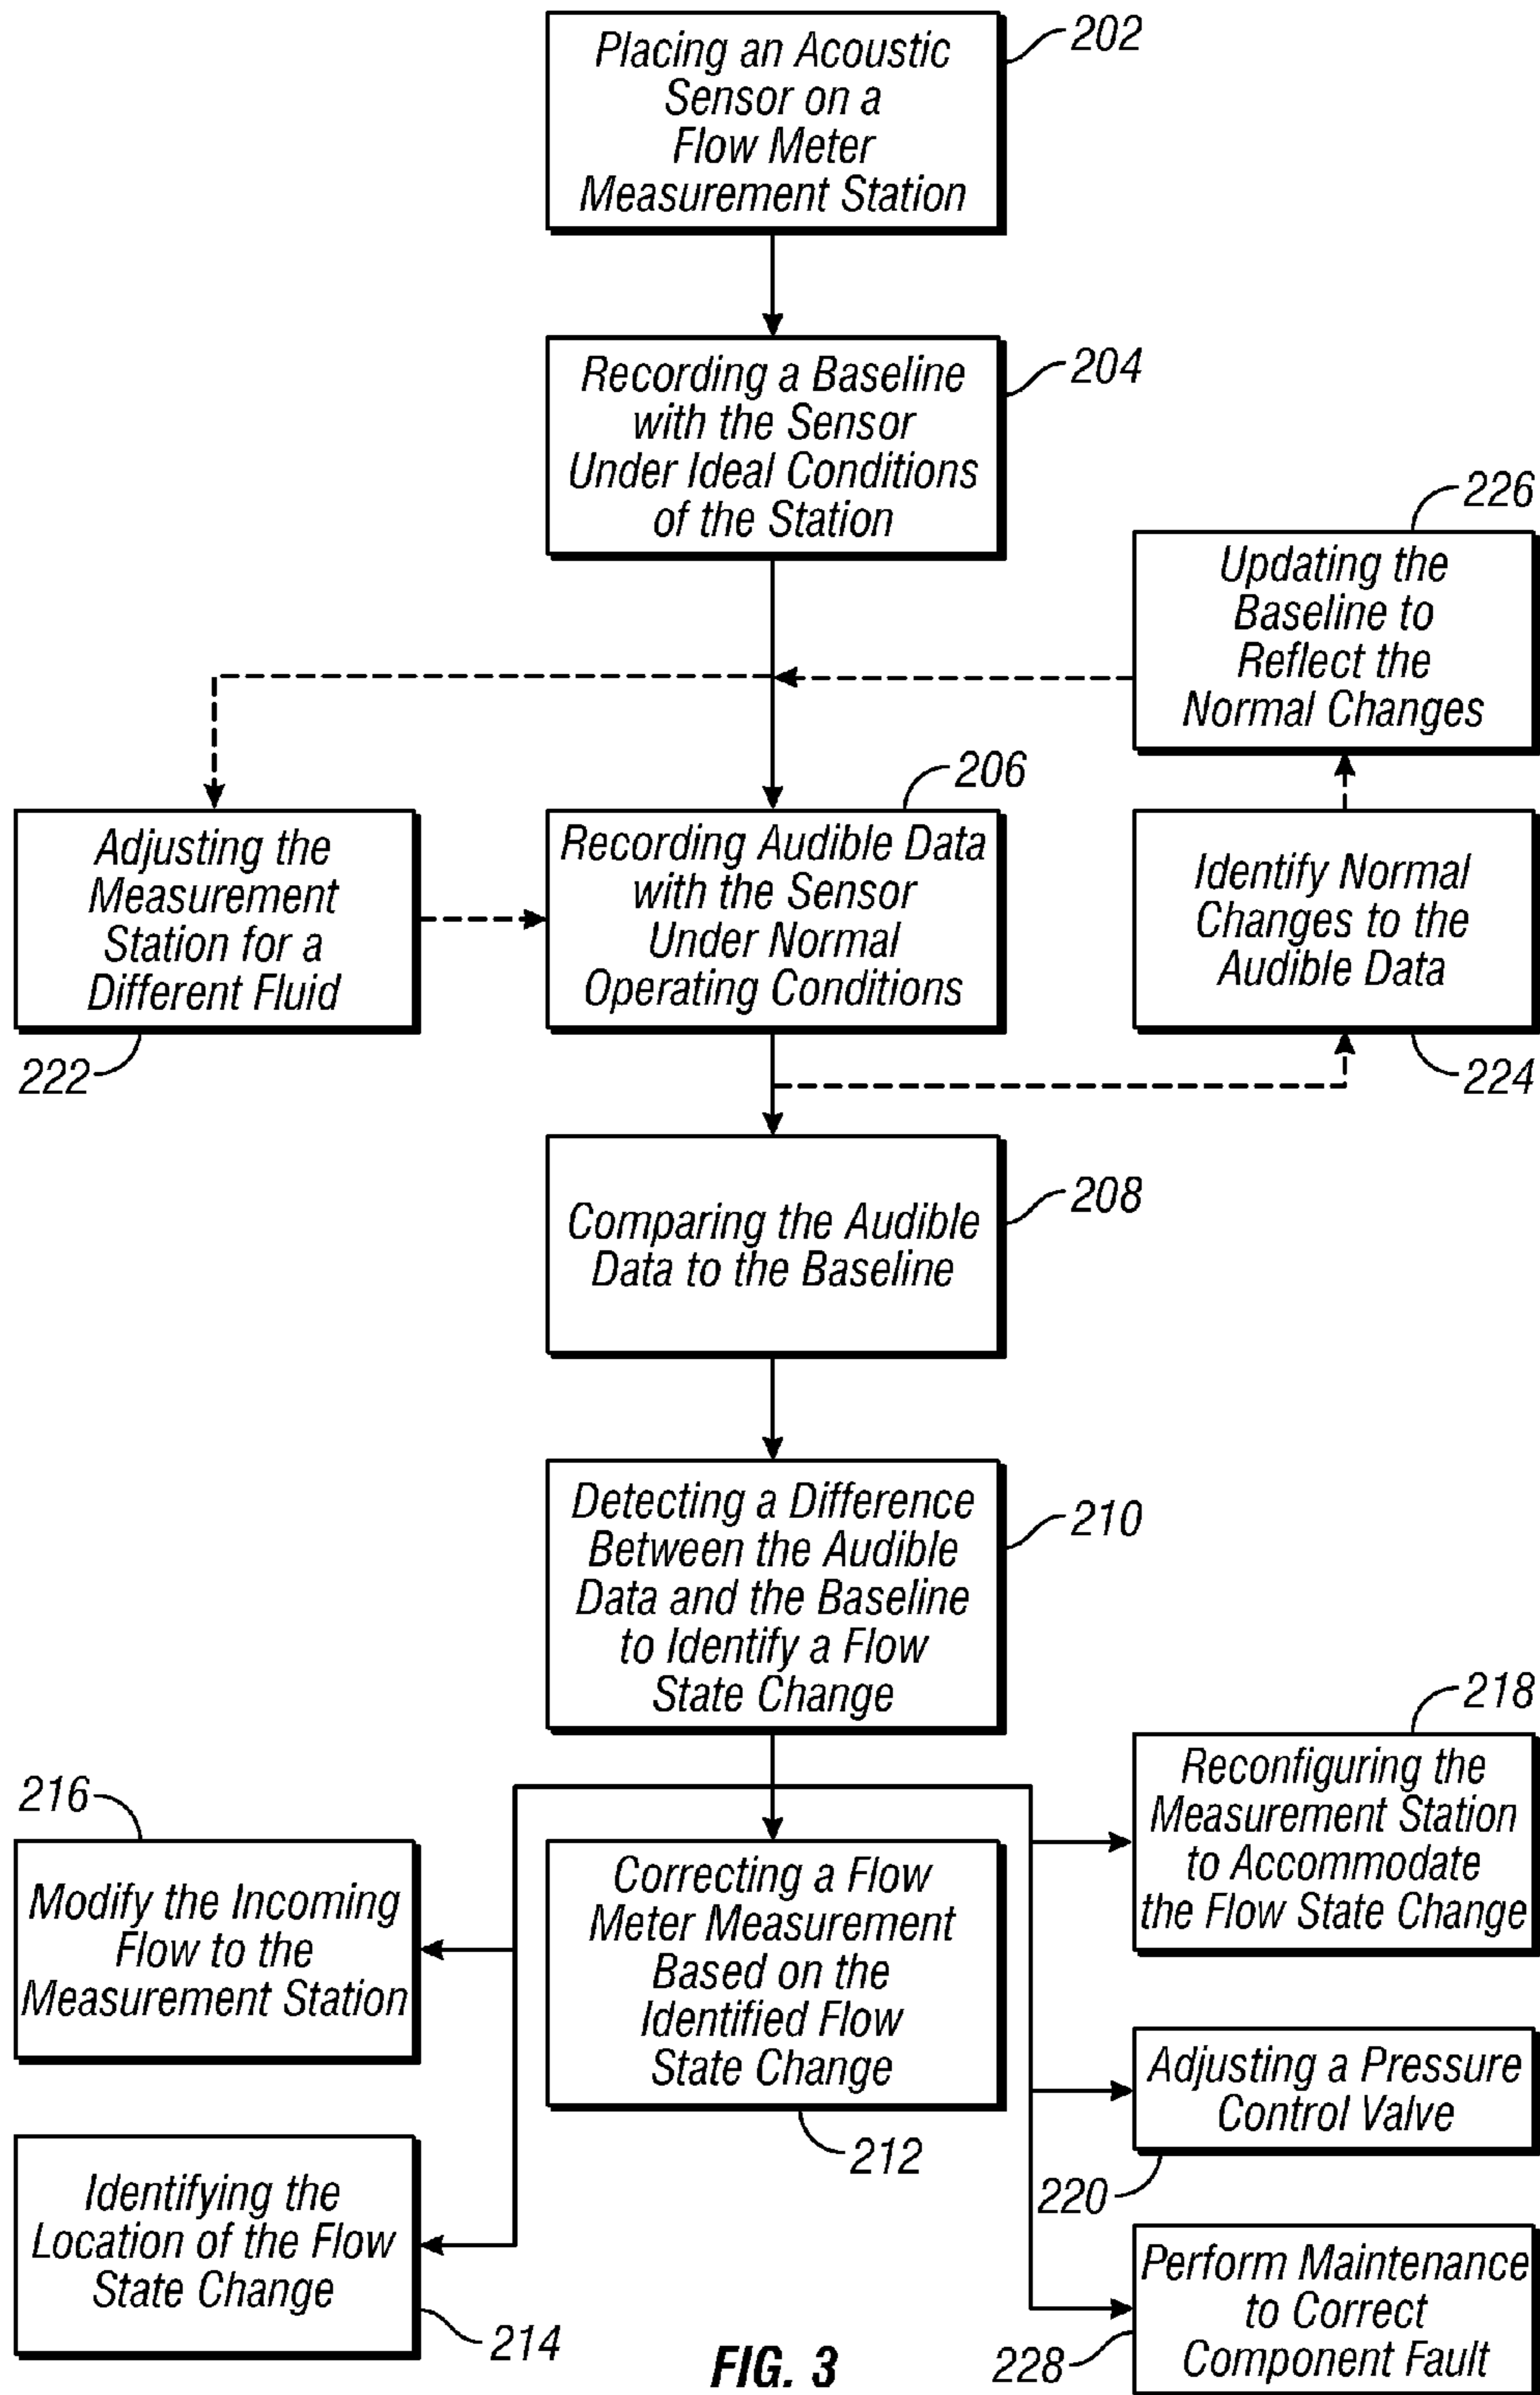 Placing an Acoustic
Sensor on a
Flow Meter
Measurement Station
202
Recording a Baseline
with the Sensor
Under Ideal Conditions
of the Station
204
226
Updating the
Baseline to
Reflect the
Normal Changes
206
Adjusting the
Measurement
Station for a
Different Fluid
222
Recording Audible Data
with the Sensor
Under Normal
Operating Conditions
Identify Normal
Changes to the
Audible Data
224
Comparing the Audible
Data to the Baseline
208
Detecting a Difference
Between the Audible
Data and the Baseline
to Identify a Flow
State Change
210
216
Modify the Incoming
Flow to the
Measurement Station
Correcting a Flow
Meter Measurement
Based on the
Identified Flow
State Change
212
218
Reconfiguring the
Measurement Station
to Accommodate
the Flow State Change
Adjusting a Pressure
Control Valve
220
Identifying the
Location of the Flow
State Change
214
Perform Maintenance
to Correct
Component Fault
228
FIG. 3